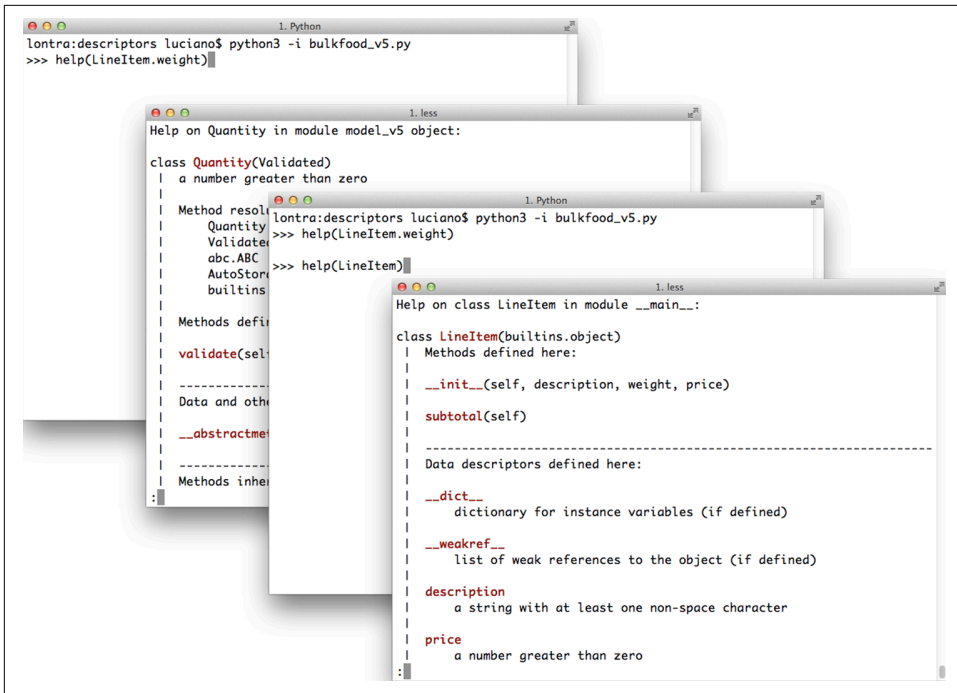 1. Python
lontra:descriptors luciano$ python3 -i bulkfood_v5.py
>>> help(LineItem.weight)
1. less
Help on Quantity in module model_v5 object:
class Quantity(Validated)
| a number greater than zero
|
| Method resolu
| Quantity
| Validated
| abc.ABC
| AutoStora
| builtins
|
| Methods defin
|
| validate(self
|
| -------------
| Data and othe
|
| __abstractmet
|
| -------------
| Methods inher
:
1. Python
lontra:descriptors luciano$ python3 -i bulkfood_v5.py
>>> help(LineItem.weight)
>>> help(LineItem)
1. less
Help on class LineItem in module __main__:
class LineItem(builtins.object)
| Methods defined here:
|
| __init__(self, description, weight, price)
|
| subtotal(self)
|
| ----------------------------------------------------------------------
| Data descriptors defined here:
|
| __dict__
| dictionary for instance variables (if defined)
|
| __weakref__
| list of weak references to the object (if defined)
|
| description
| a string with at least one non-space character
|
| price
| a number greater than zero
: